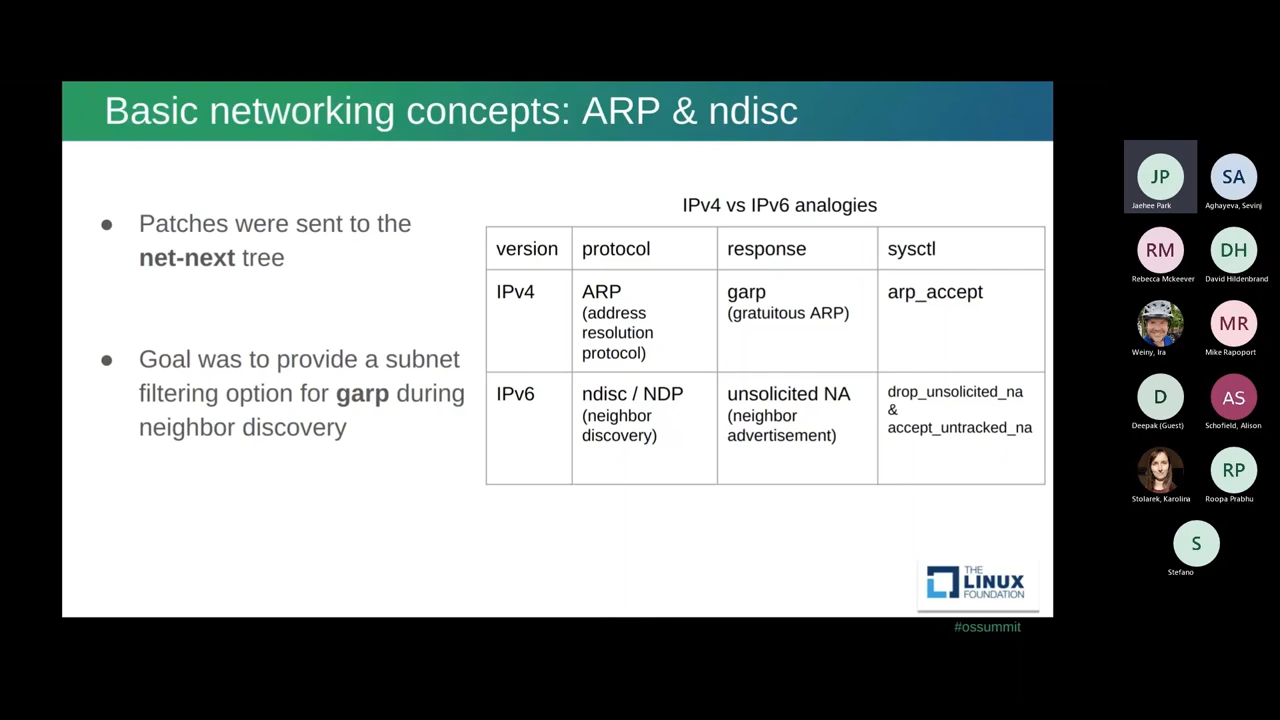 Basic networking concepts: ARP & ndisc
● Patches were sent to the
net-next tree
● Goal was to provide a subnet
filtering option for garp during
neighbor discovery
IPv4 vs IPv6 analogies
version protocol response sysctl
IPv4 ARP garp arp_accept
(address (gratuitous ARP)
resolution
protocol)
IPv6 ndisc / NDP unsolicited NA drop_unsolicited_na
(neighbor (neighbor &
discovery) advertisement) accept_untracked_na
THE
LINUX
FOUNDATION
#ossummit
JP SA
Jaehee Park Aghayeva, Sevinj
RM DH
Rebecca Mckeever David Hildenbrand
MR
Weiny, Ira Mike Rapoport
D AS
Deepak (Guest) Schofield, Alison
RP
Stolarek, Karolina Roopa Prabhu
S
Stefano